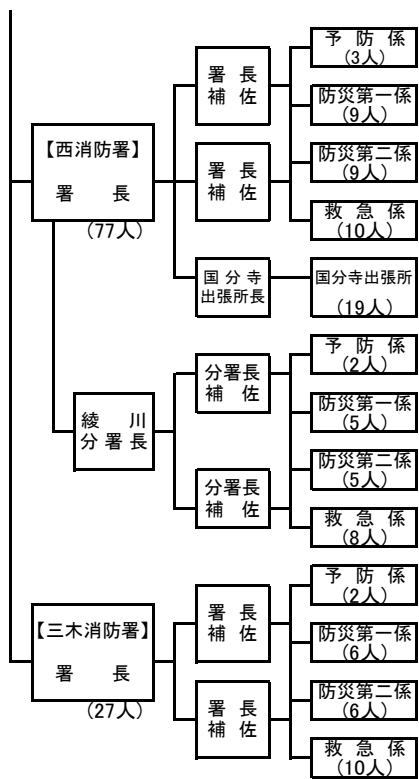 【西消防署】
署長
(77人)
署長
補佐
署長
補佐
国分寺
出張所長
予防係
(3人)
防災第一係
(9人)
防災第二係
(9人)
救急係
(10人)
国分寺出張所
(19人)
綾川
分署長
分署長
補佐
分署長
補佐
予防係
(2人)
防災第一係
(5人)
防災第二係
(5人)
救急係
(8人)
【三木消防署】
署長
(27人)
署長
補佐
署長
補佐
予防係
(2人)
防災第一係
(6人)
防災第二係
(6人)
救急係
(10人)